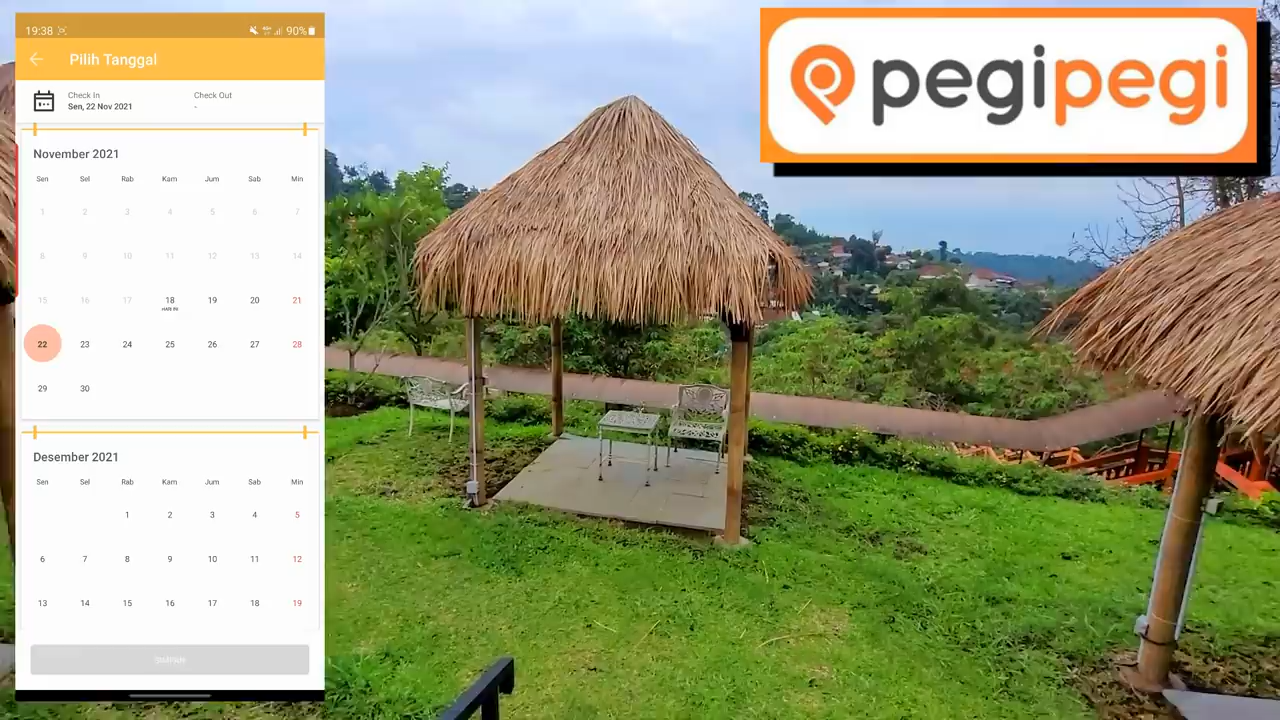 19:38
90%
Pilih Tanggal
Check In
Check Out
Sen, 22 Nov 2021
-
November 2021
Sen Sel Rab Kam Jum Sab Min
1 2 3 4 5 6 7
8 9 10 11 12 13 14
15 16 17 18 19 20 21
HARI INI
22 23 24 25 26 27 28
29 30
Desember 2021
Sen Sel Rab Kam Jum Sab Min
1 2 3 4 5
6 7 8 9 10 11 12
13 14 15 16 17 18 19
pegipegi